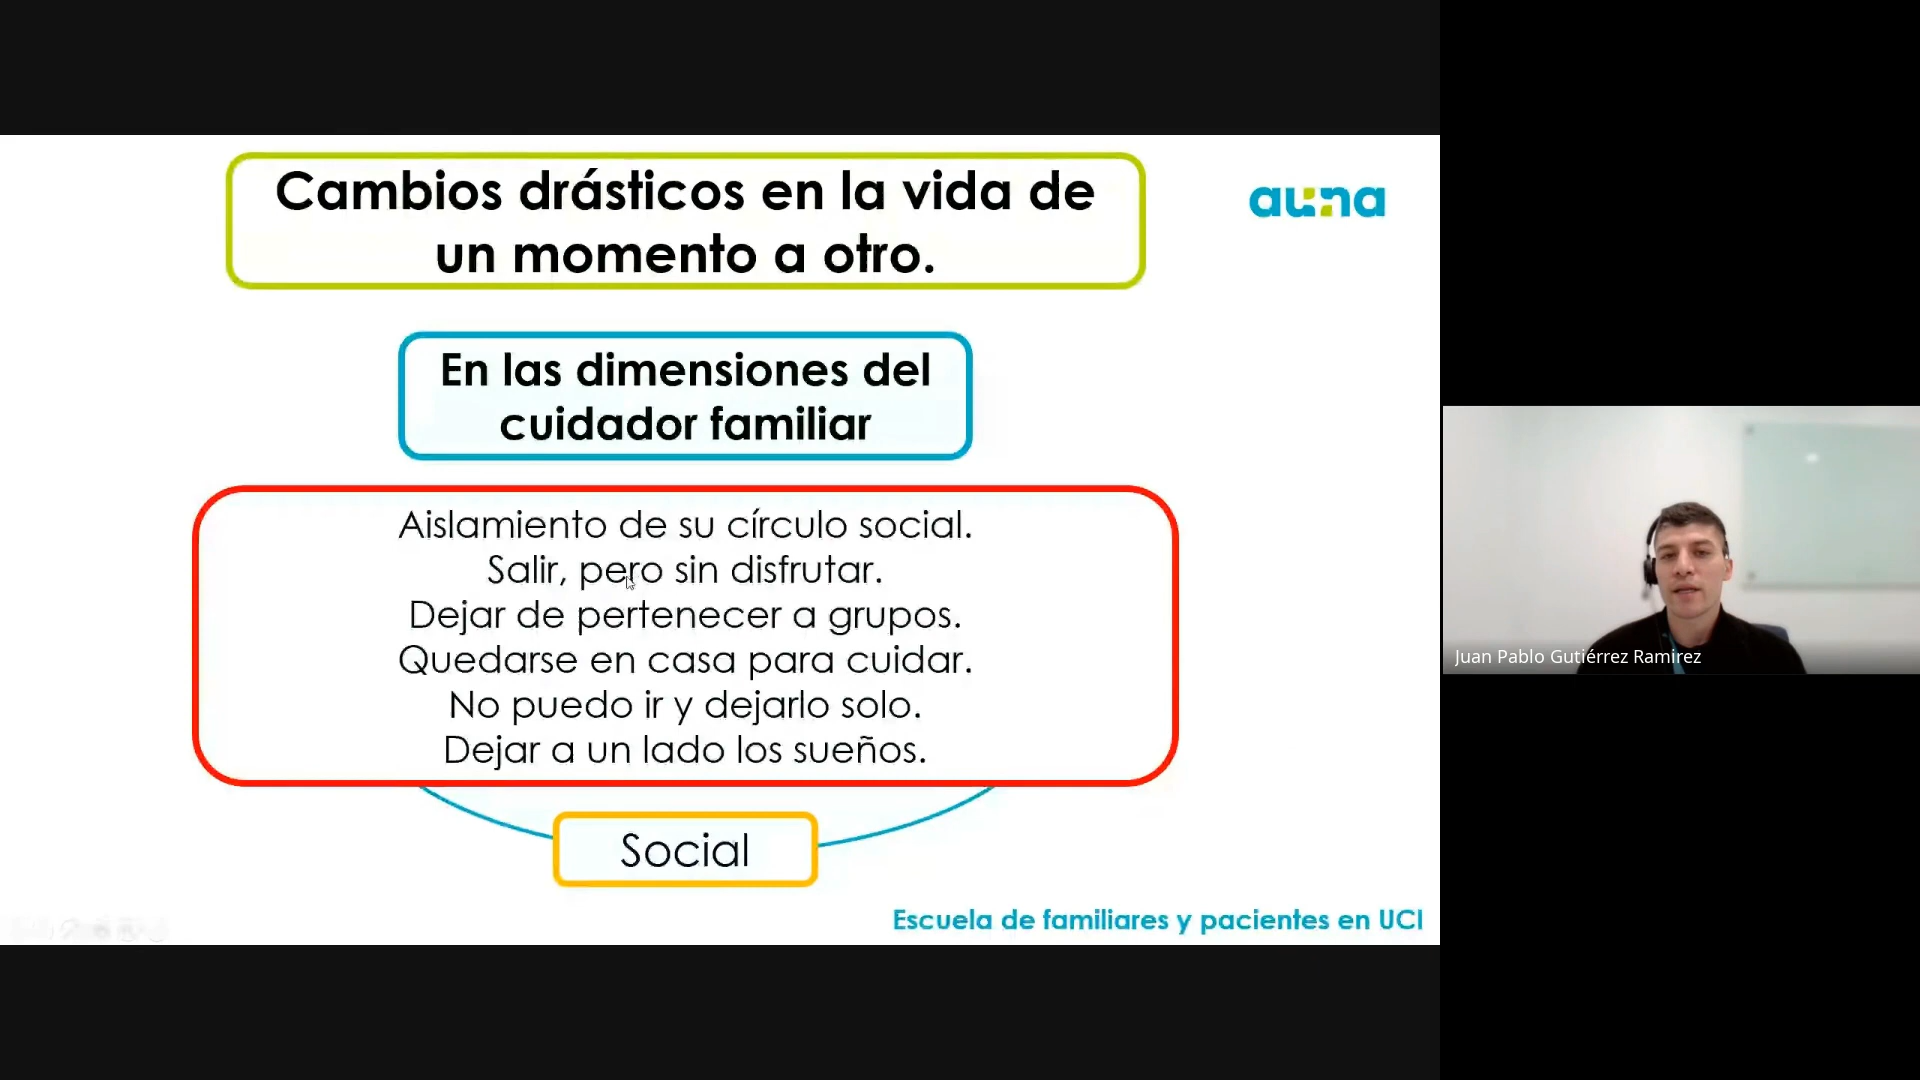 Cambios drásticos en la vida de
un momento a otro.
auna
En las dimensiones del
cuidador familiar
Aislamiento de su círculo social.
Salir, pero sin disfrutar.
Dejar de pertenecer a grupos.
Quedarse en casa para cuidar.
No puedo ir y dejarlo solo.
Dejar a un lado los sueños.
Social
Escuela de familiares y pacientes en UCI
Juan Pablo Gutiérrez Ramirez